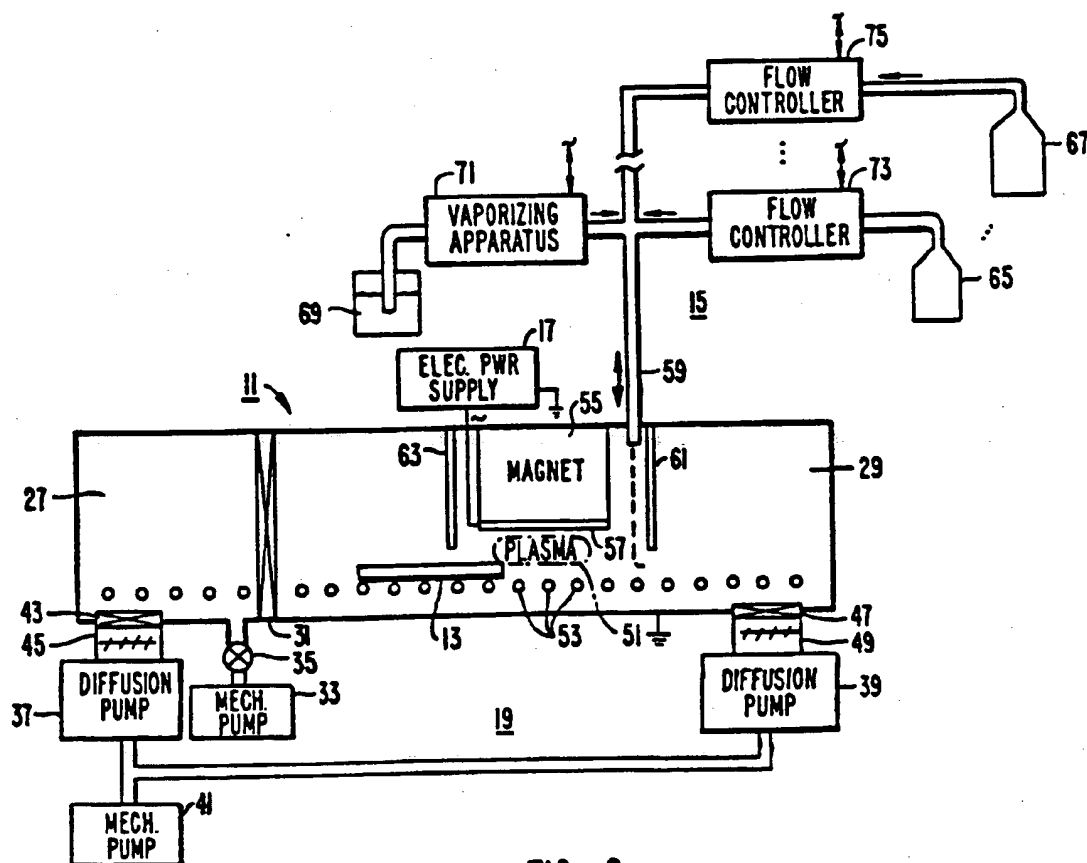 75
FLOW
CONTROLLER
67
71
73
VAPORIZING
APPARATUS
FLOW
CONTROLLER
69
65
15
17
ELEC. PWR
SUPPLY
59
11
55
63
MAGNET
61
27
29
57
PLASMA
43
45
31
13
53
51
47
49
35
DIFFUSION
PUMP
37
MECH.
PUMP
33
DIFFUSION
PUMP
39
19
41
MECH.
PUMP